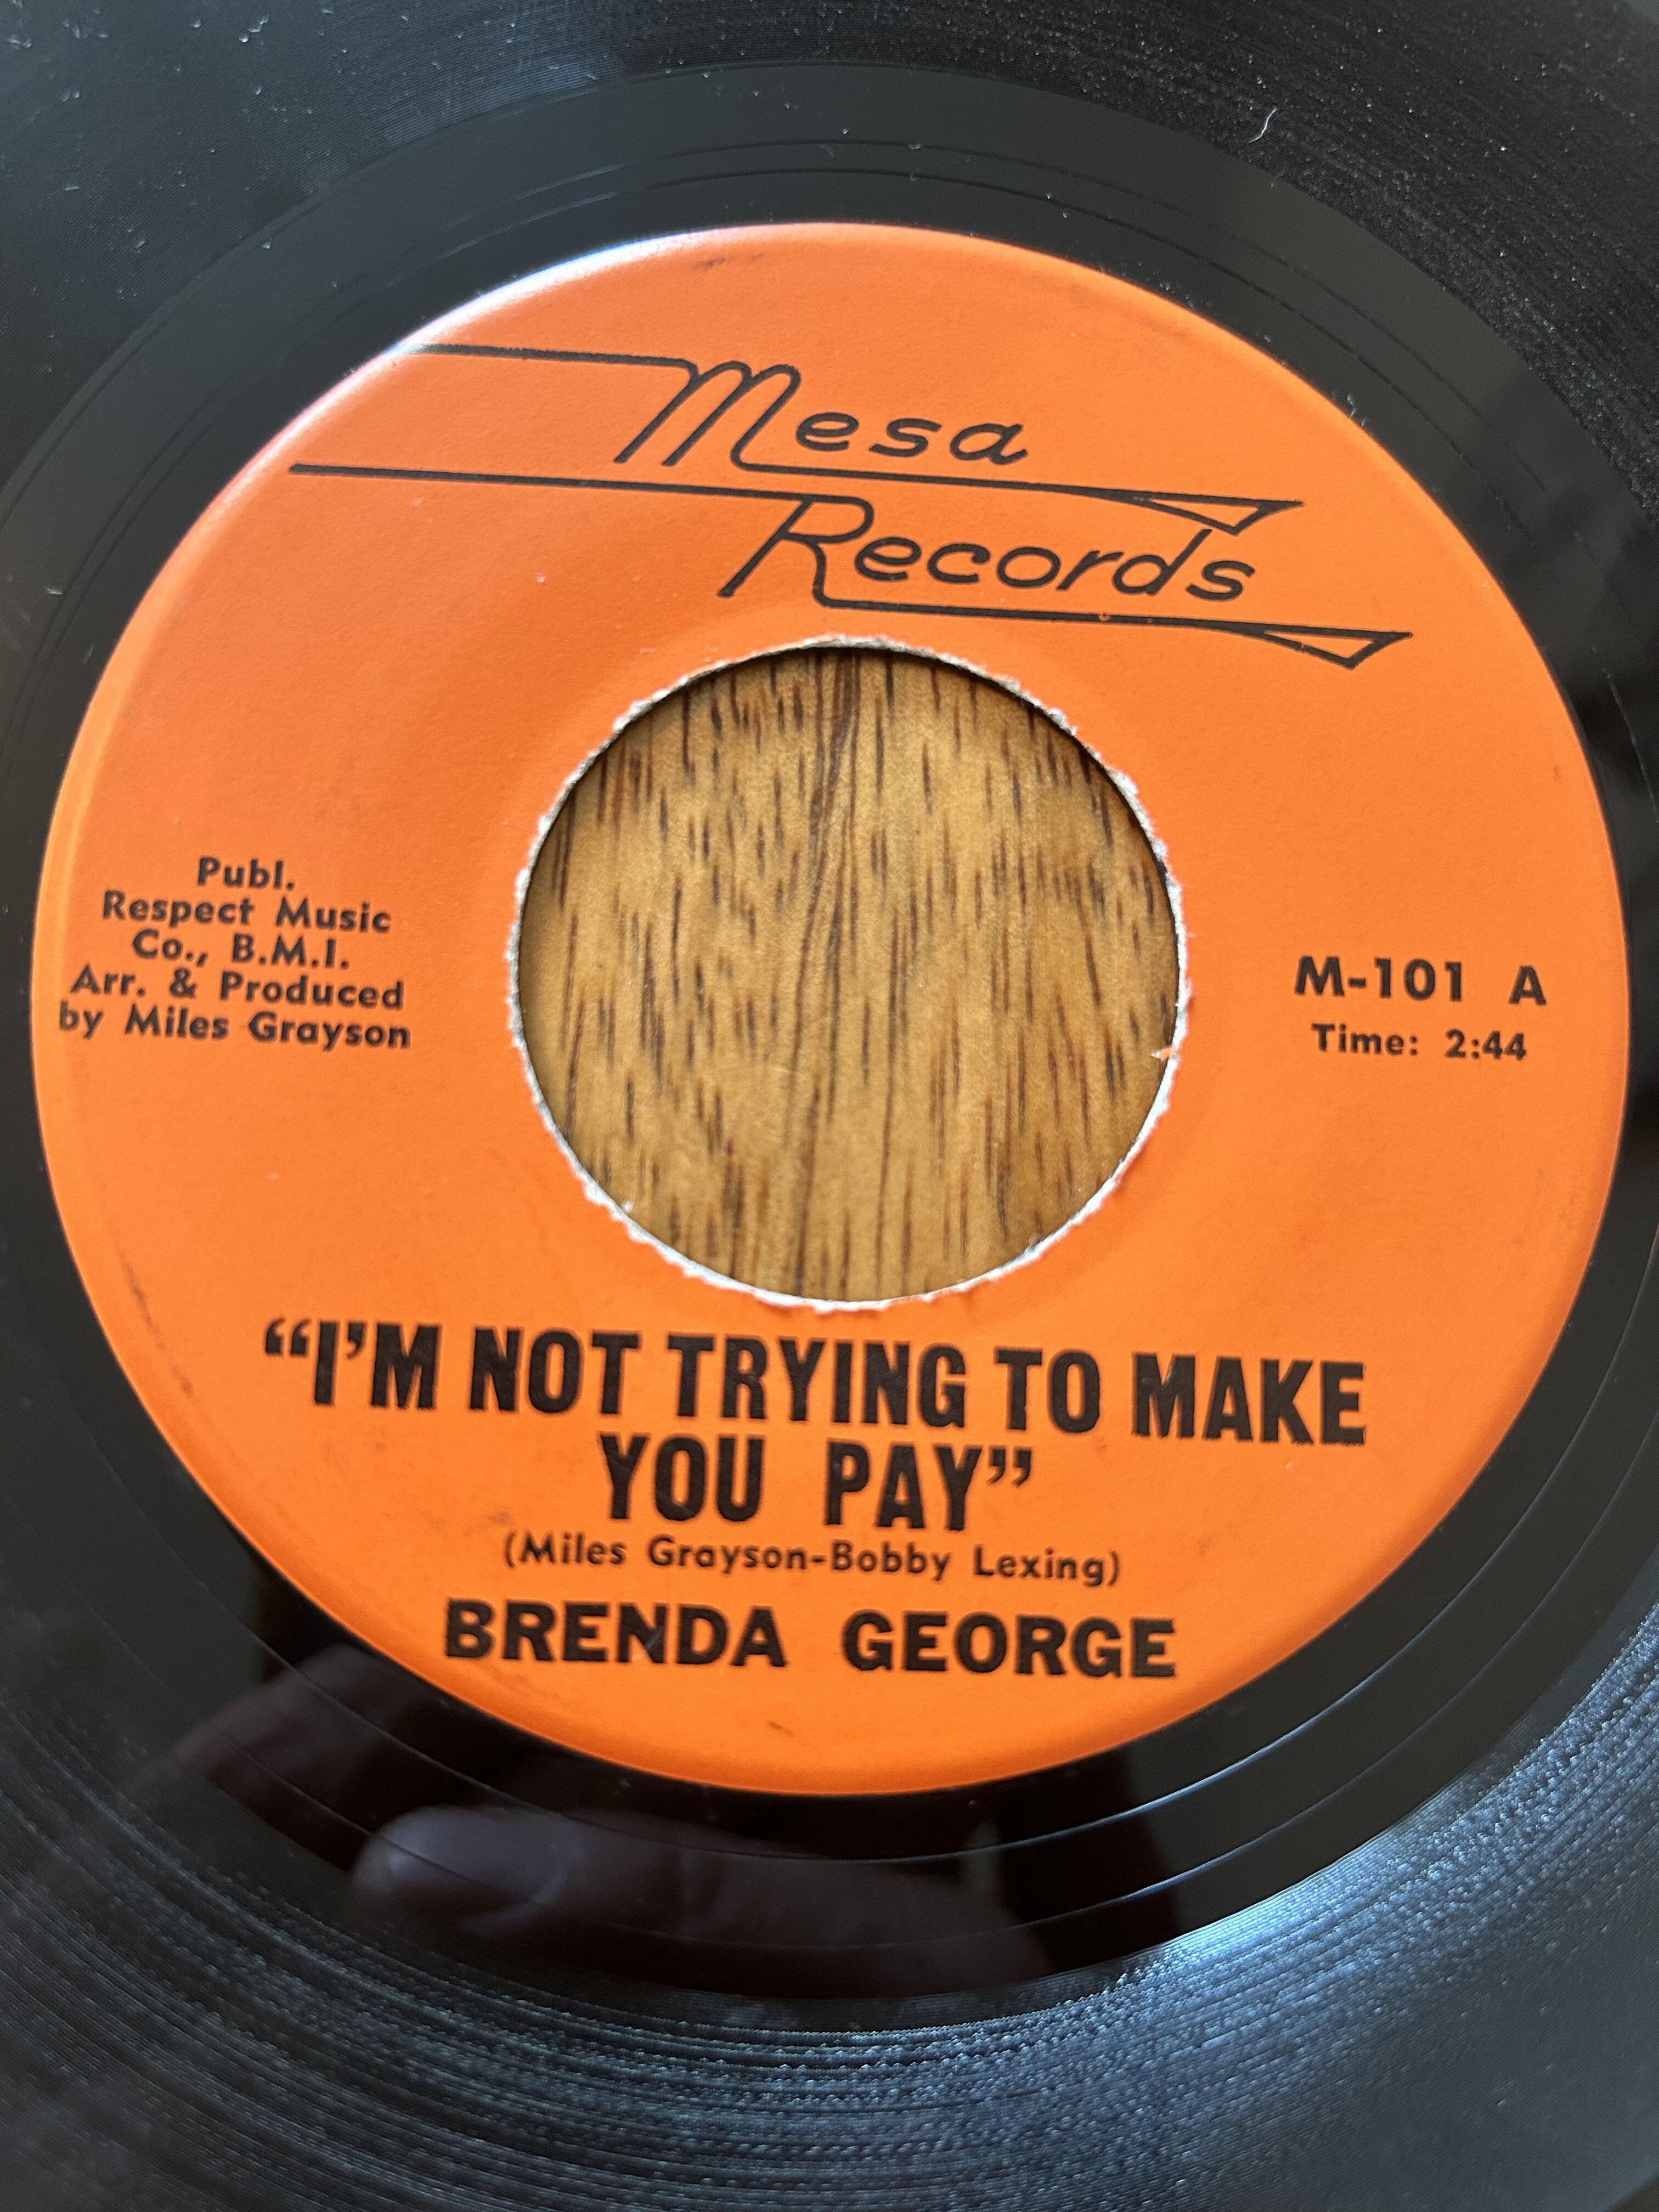 Mesa
Records
Publ.
Respect Music
Co., B.M.I.
Arr. & Produced
by Miles Grayson
M-101 A
Time: 2:44
“I'M NOT TRYING TO MAKE
YOU PAY”
(Miles Grayson-Bobby Lexing)
BRENDA GEORGE